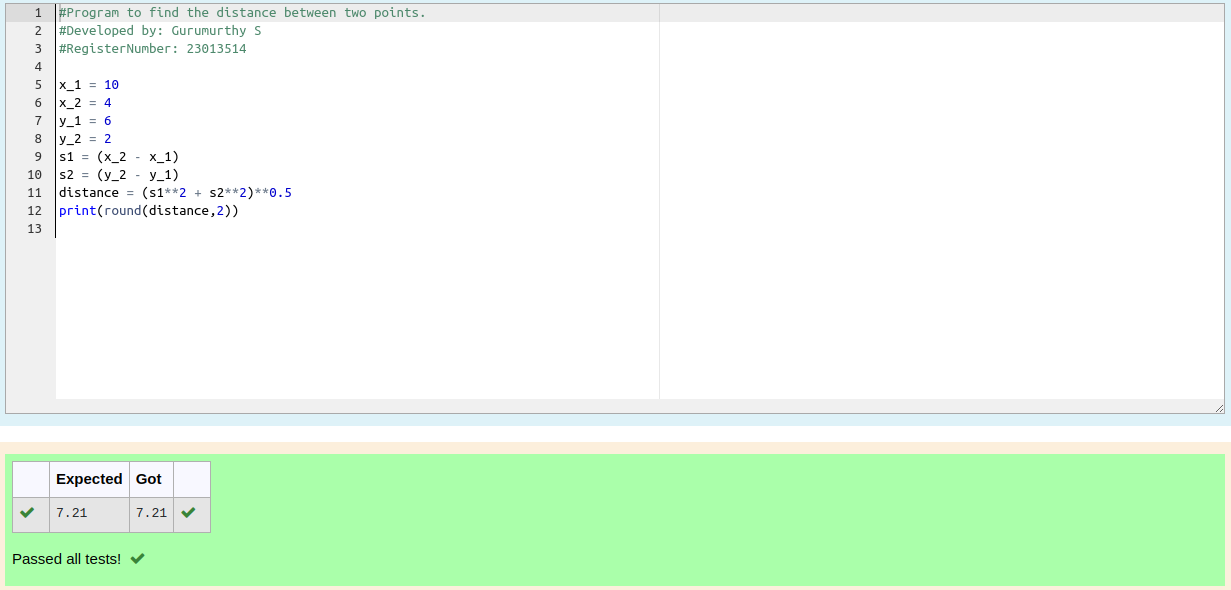 1 #Program to find the distance between two points.
2 #Developed by: Gurumurthy S
3 #RegisterNumber: 23013514
4
5 x_1 = 10
6 x_2 = 4
7 y_1 = 6
8 y_2 = 2
9 s1 = (x_2 - x_1)
10 s2 = (y_2 - y_1)
11 distance = (s1**2 + s2**2)**0.5
12 print(round(distance,2))
13
Expected Got
7.21 7.21
Passed all tests!